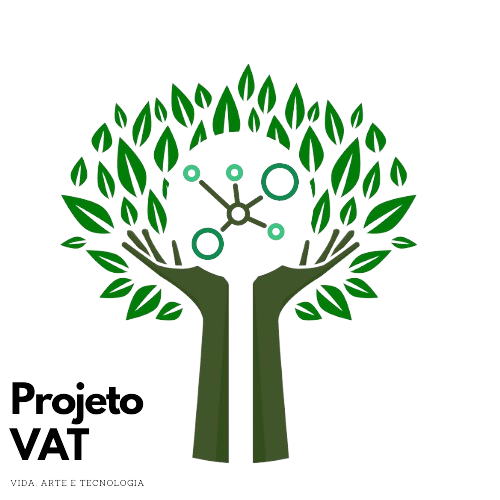 Projeto
VAT
VIDA, ARTE E TECNOLOGIA